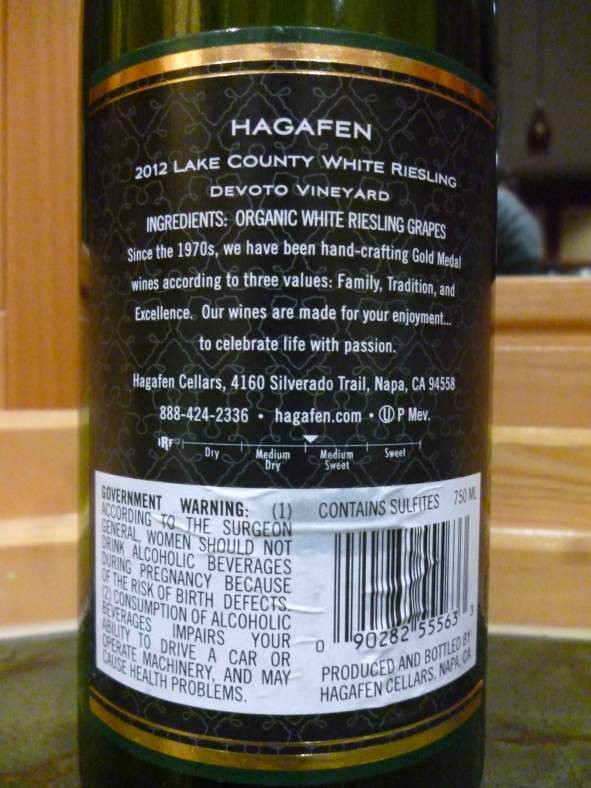 HAGAFEN
2012 LAKE COUNTY WHITE RIESLING
DEVOTO VINEYARD
INGREDIENTS: ORGANIC WHITE RIESLING GRAPES
Since the 1970s, we have been hand-crafting Gold Medal
wines according to three values: Family, Tradition, and
Excellence. Our wines are made for your enjoyment...
to celebrate life with passion.
Hagafen Cellars, 4160 Silverado Trail, Napa, CA 94558
888-424-2336 • hagafen.com • Ⓤ P Mev.
IRF
Dry
Medium
Dry
Medium
Sweet
Sweet
GOVERNMENT WARNING: (1)
ACCORDING TO THE SURGEON
GENERAL, WOMEN SHOULD NOT
DRINK ALCOHOLIC BEVERAGES
DURING PREGNANCY BECAUSE
OF THE RISK OF BIRTH DEFECTS.
(2) CONSUMPTION OF ALCOHOLIC
BEVERAGES IMPAIRS YOUR
ABILITY TO DRIVE A CAR OR
OPERATE MACHINERY, AND MAY
CAUSE HEALTH PROBLEMS.
CONTAINS SULFITES 750 ML
0 90282 55563 3
PRODUCED AND BOTTLED BY
HAGAFEN CELLARS, NAPA, CA